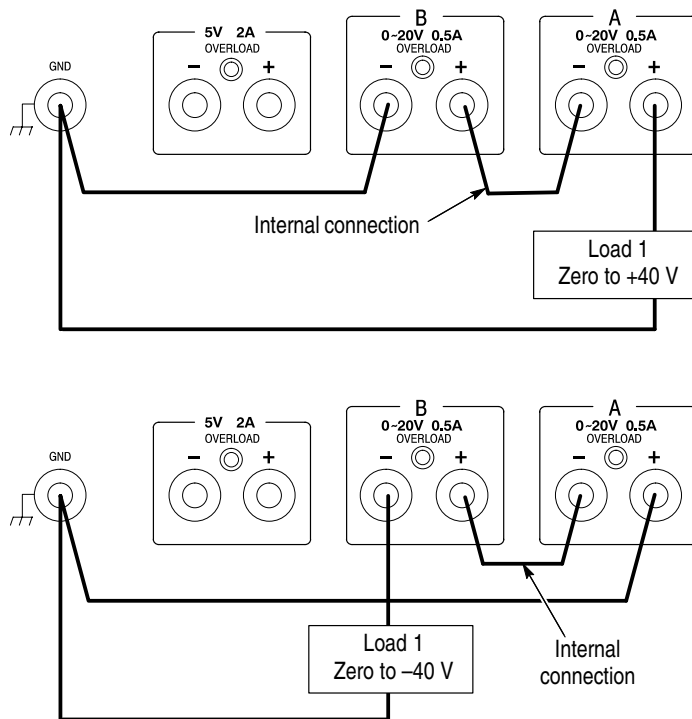 B
A
5V 2A
OVERLOAD
0~20V 0.5A
OVERLOAD
0~20V 0.5A
OVERLOAD
GND
– +
– +
– +
Internal connection
Load 1
Zero to +40 V
B
A
5V 2A
OVERLOAD
0~20V 0.5A
OVERLOAD
0~20V 0.5A
OVERLOAD
GND
– +
– +
– +
Load 1
Zero to –40 V
Internal
connection